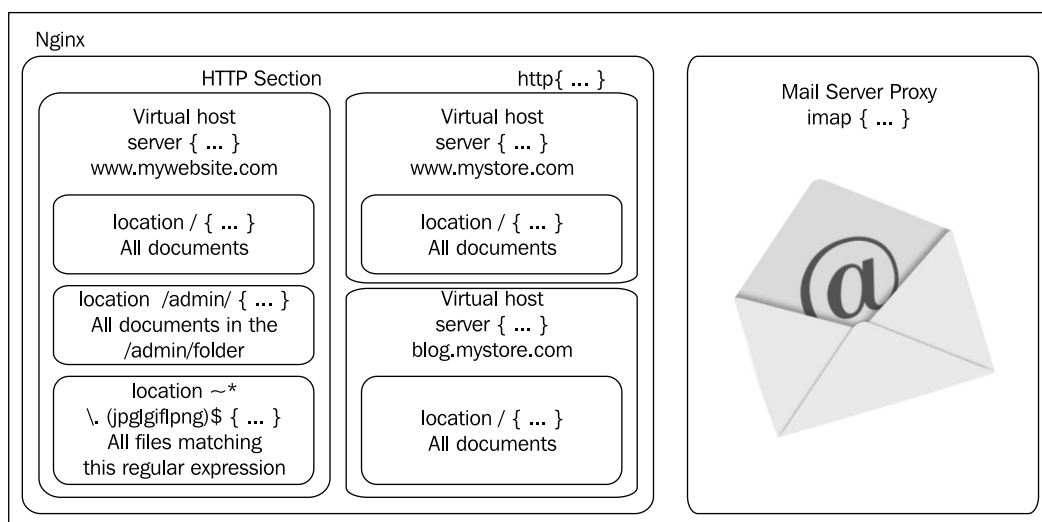 Nginx
HTTP Section
http{ ... }
Virtual host
server { ... }
www.mywebsite.com
location / { ... }
All documents
location /admin/ { ... }
All documents in the
/admin/folder
location ~*
\. (jpg|gif|png)$ { ... }
All files matching
this regular expression
Virtual host
server { ... }
www.mystore.com
location / { ... }
All documents
Virtual host
server { ... }
blog.mystore.com
location / { ... }
All documents
Mail Server Proxy
imap { ... }
@